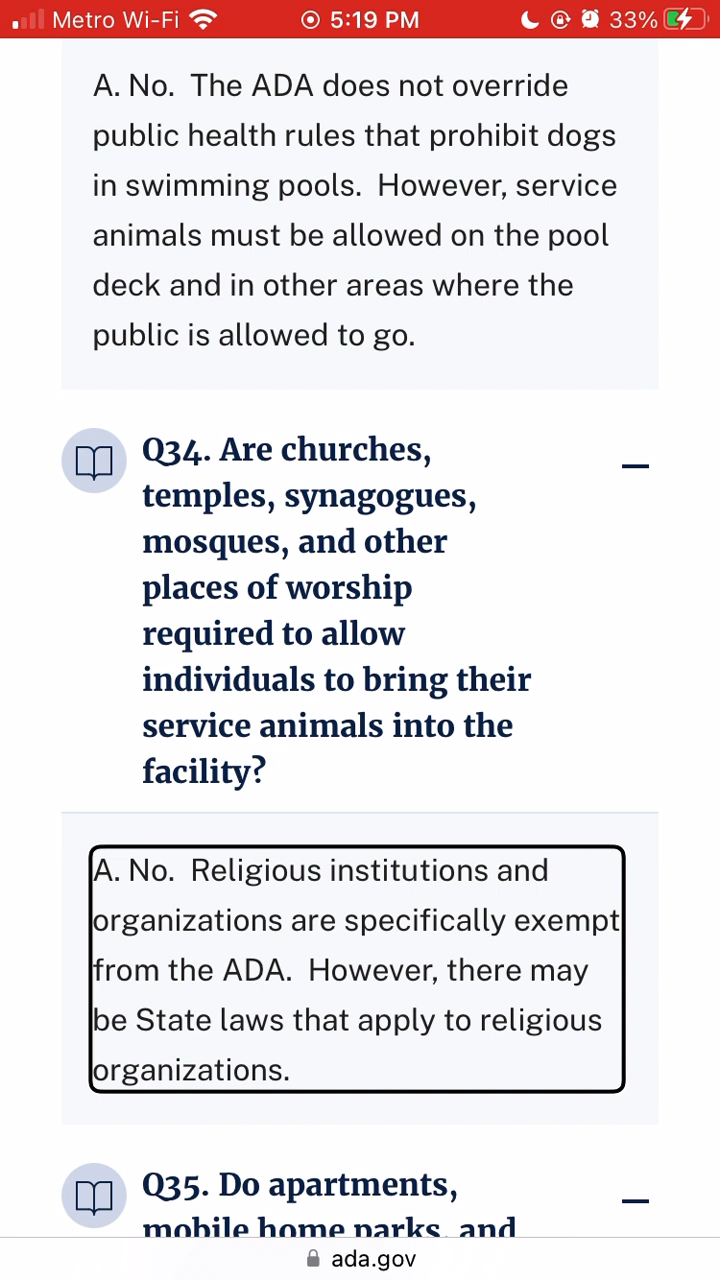 Metro Wi-Fi 5:19 PM 33%
A. No. The ADA does not override
public health rules that prohibit dogs
in swimming pools. However, service
animals must be allowed on the pool
deck and in other areas where the
public is allowed to go.
Q34. Are churches,
temples, synagogues,
mosques, and other
places of worship
required to allow
individuals to bring their
service animals into the
facility?
A. No. Religious institutions and
organizations are specifically exempt
from the ADA. However, there may
be State laws that apply to religious
organizations.
Q35. Do apartments,
mobile home parks, and
ada.gov